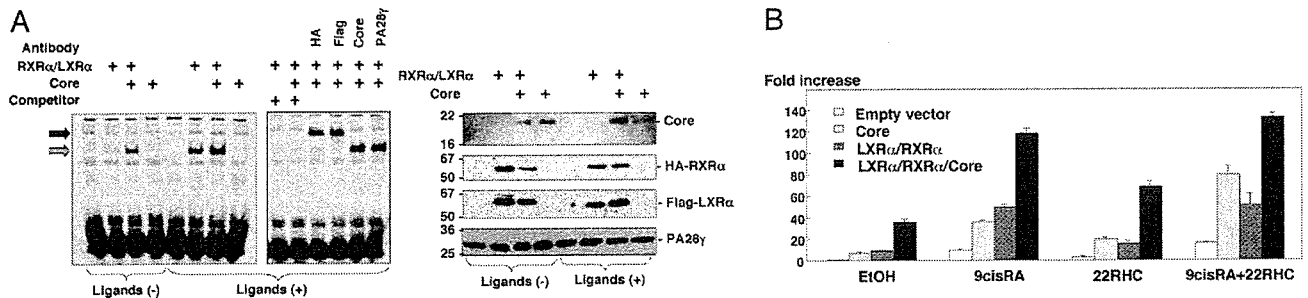 A
Antibody
HA
Flag
Core
PA28γ
RXRα/LXRα + + + + + + + + + +
Core + + + + + + + + +
Competitor + +
Ligands (-)
Ligands (+)
RXRα/LXRα + + + +
Core + + + +
22
16
Core
67
50
HA-RXRα
67
50
Flag-LXRα
36
25
PA28γ
Ligands (-)
Ligands (+)
B
Fold increase
140
120
100
80
60
40
20
0
Empty vector
Core
LXRα/RXRα
LXRα/RXRα/Core
EtOH
9cisRA
22RHC
9cisRA+22RHC